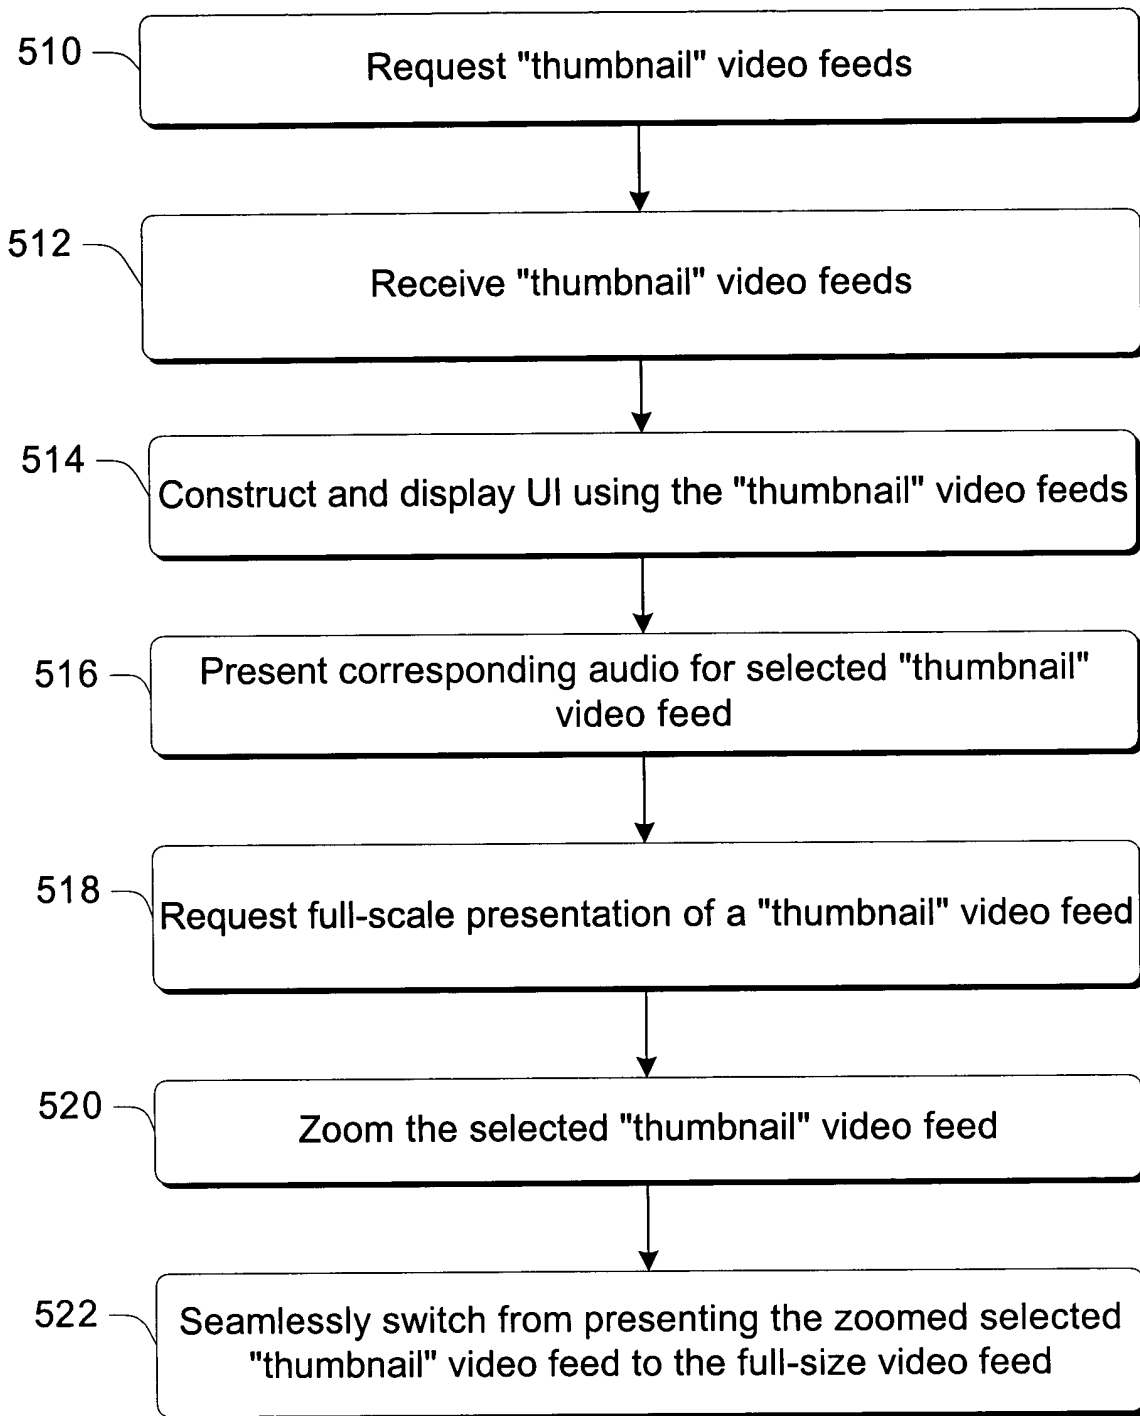 510
Request "thumbnail" video feeds
512
Receive "thumbnail" video feeds
514
Construct and display UI using the "thumbnail" video feeds
516
Present corresponding audio for selected "thumbnail"
video feed
518
Request full-scale presentation of a "thumbnail" video feed
520
Zoom the selected "thumbnail" video feed
522
Seamlessly switch from presenting the zoomed selected
"thumbnail" video feed to the full-size video feed